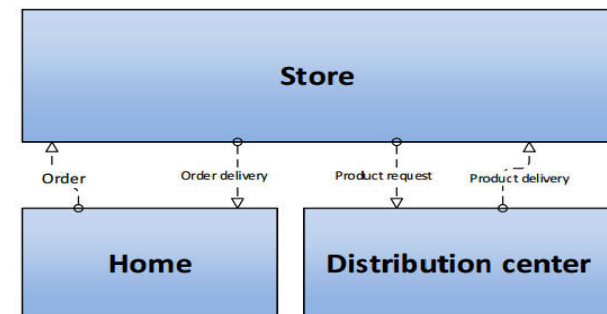 Store
Order
Order delivery
Product request
Product delivery
Home
Distribution center